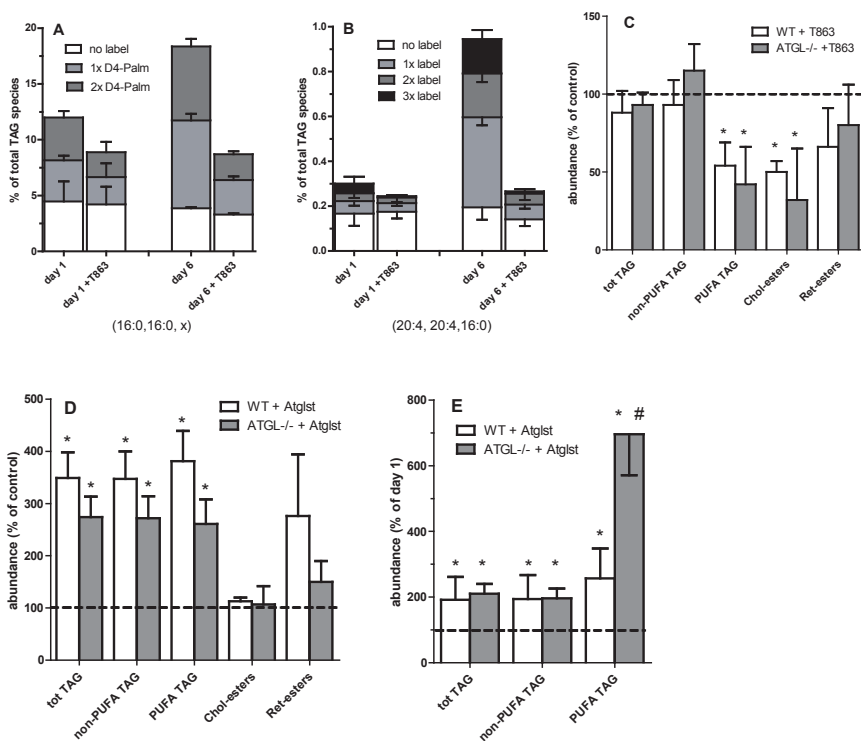 A
% of total TAG species
20
15
10
5
0
no label
1x D4-Palm
2x D4-Palm
day 1
day 1+T863
day 6
day 6 + T863
(16:0,16:0, x)
B
% of total TAG species
1.0
0.8
0.6
0.4
0.2
0.0
no label
1x label
2x label
3x label
day 1
day 1+T863
day 6
day 6 + T863
(20:4, 20:4,16:0)
C
abundance (% of control)
150
100
50
0
WT + T863
ATGL-/- +T863
* * * *
tot TAG
non-PUFA TAG
PUFA TAG
Chol-esters
Ret-esters
D
abundance (% of control)
500
400
300
200
100
0
WT + Atglst
ATGL-/- + Atglst
* * * * * *
tot TAG
non-PUFA TAG
PUFA TAG
Chol-esters
Ret-esters
E
abundance (% of day 1)
800
600
400
200
0
WT + Atglst
ATGL-/- + Atglst
* * * * * * #
tot TAG
non-PUFA TAG
PUFA TAG